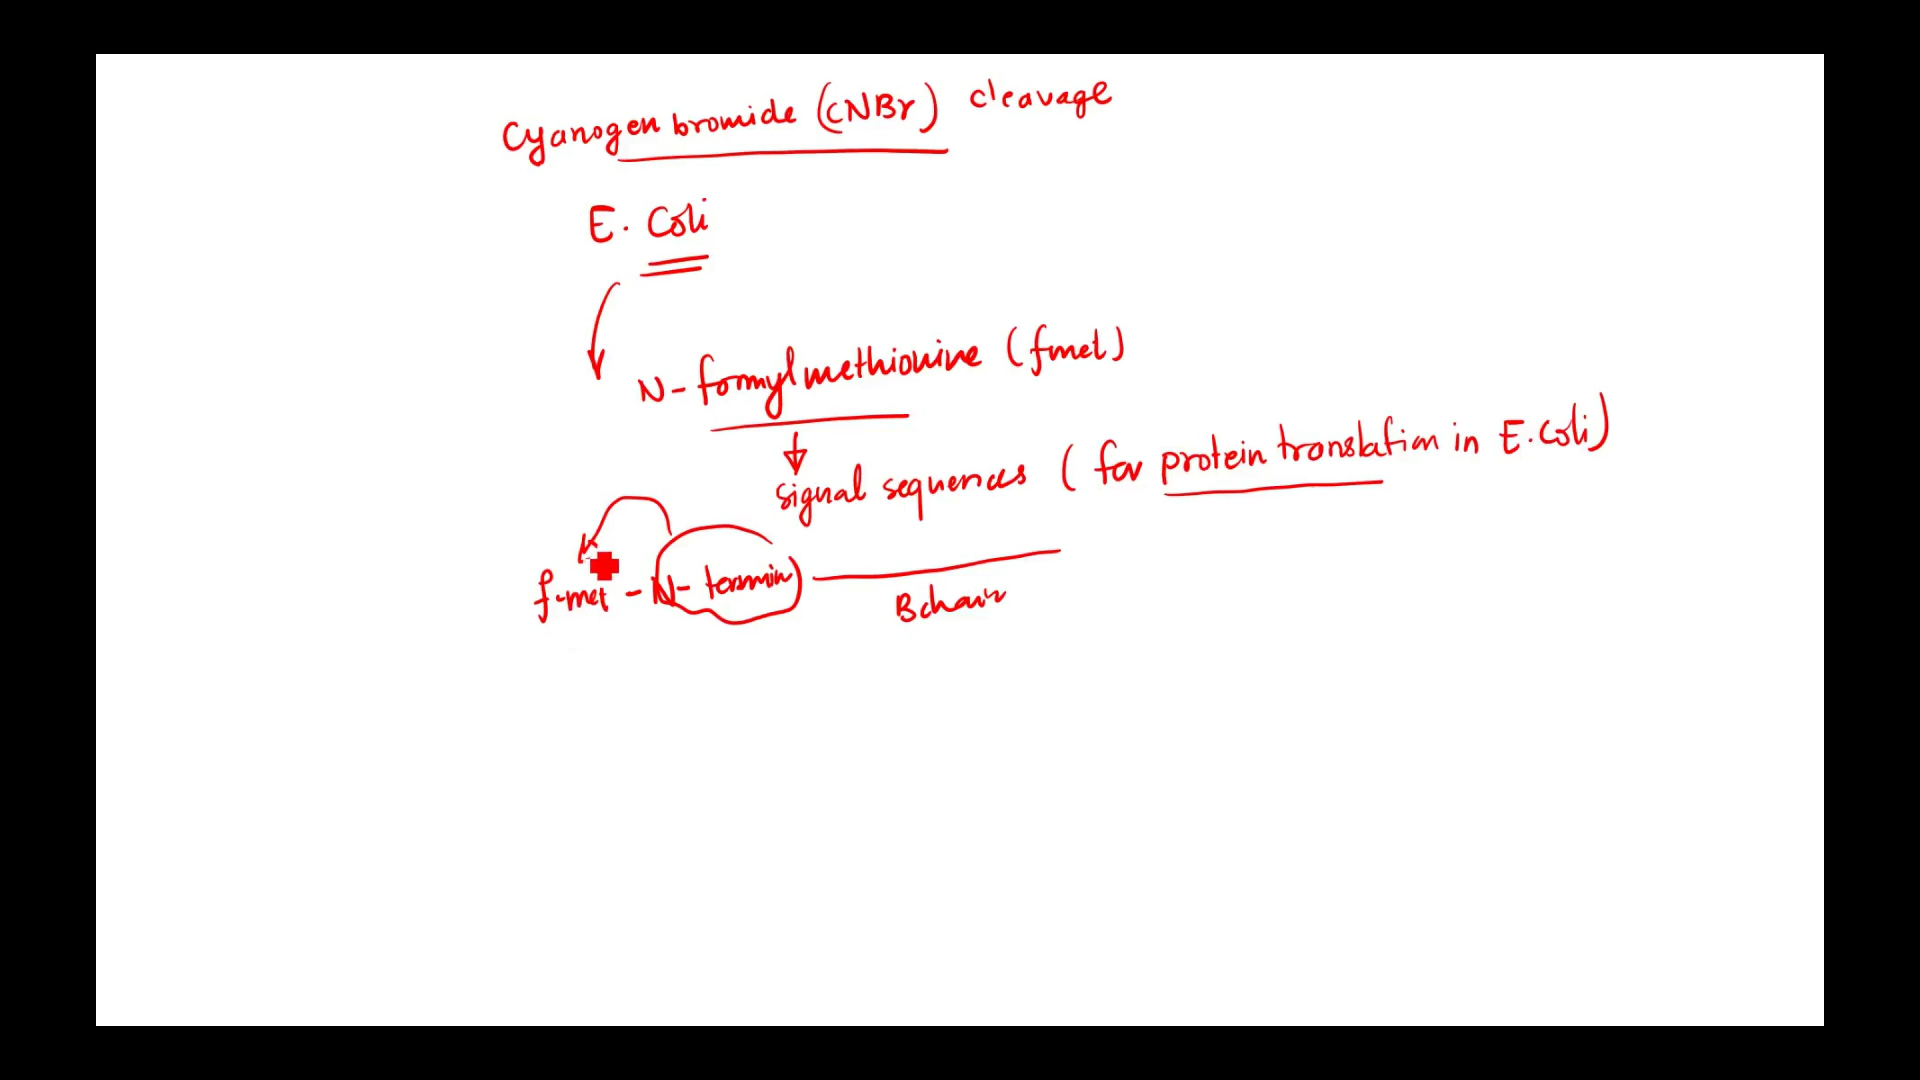 Cyanogen bromide (CNBr) cleavage
E. Coli
N-formylmethionine (fmet)
signal sequences (for protein translation in E.Coli)
f-met - N-termin
Bchain